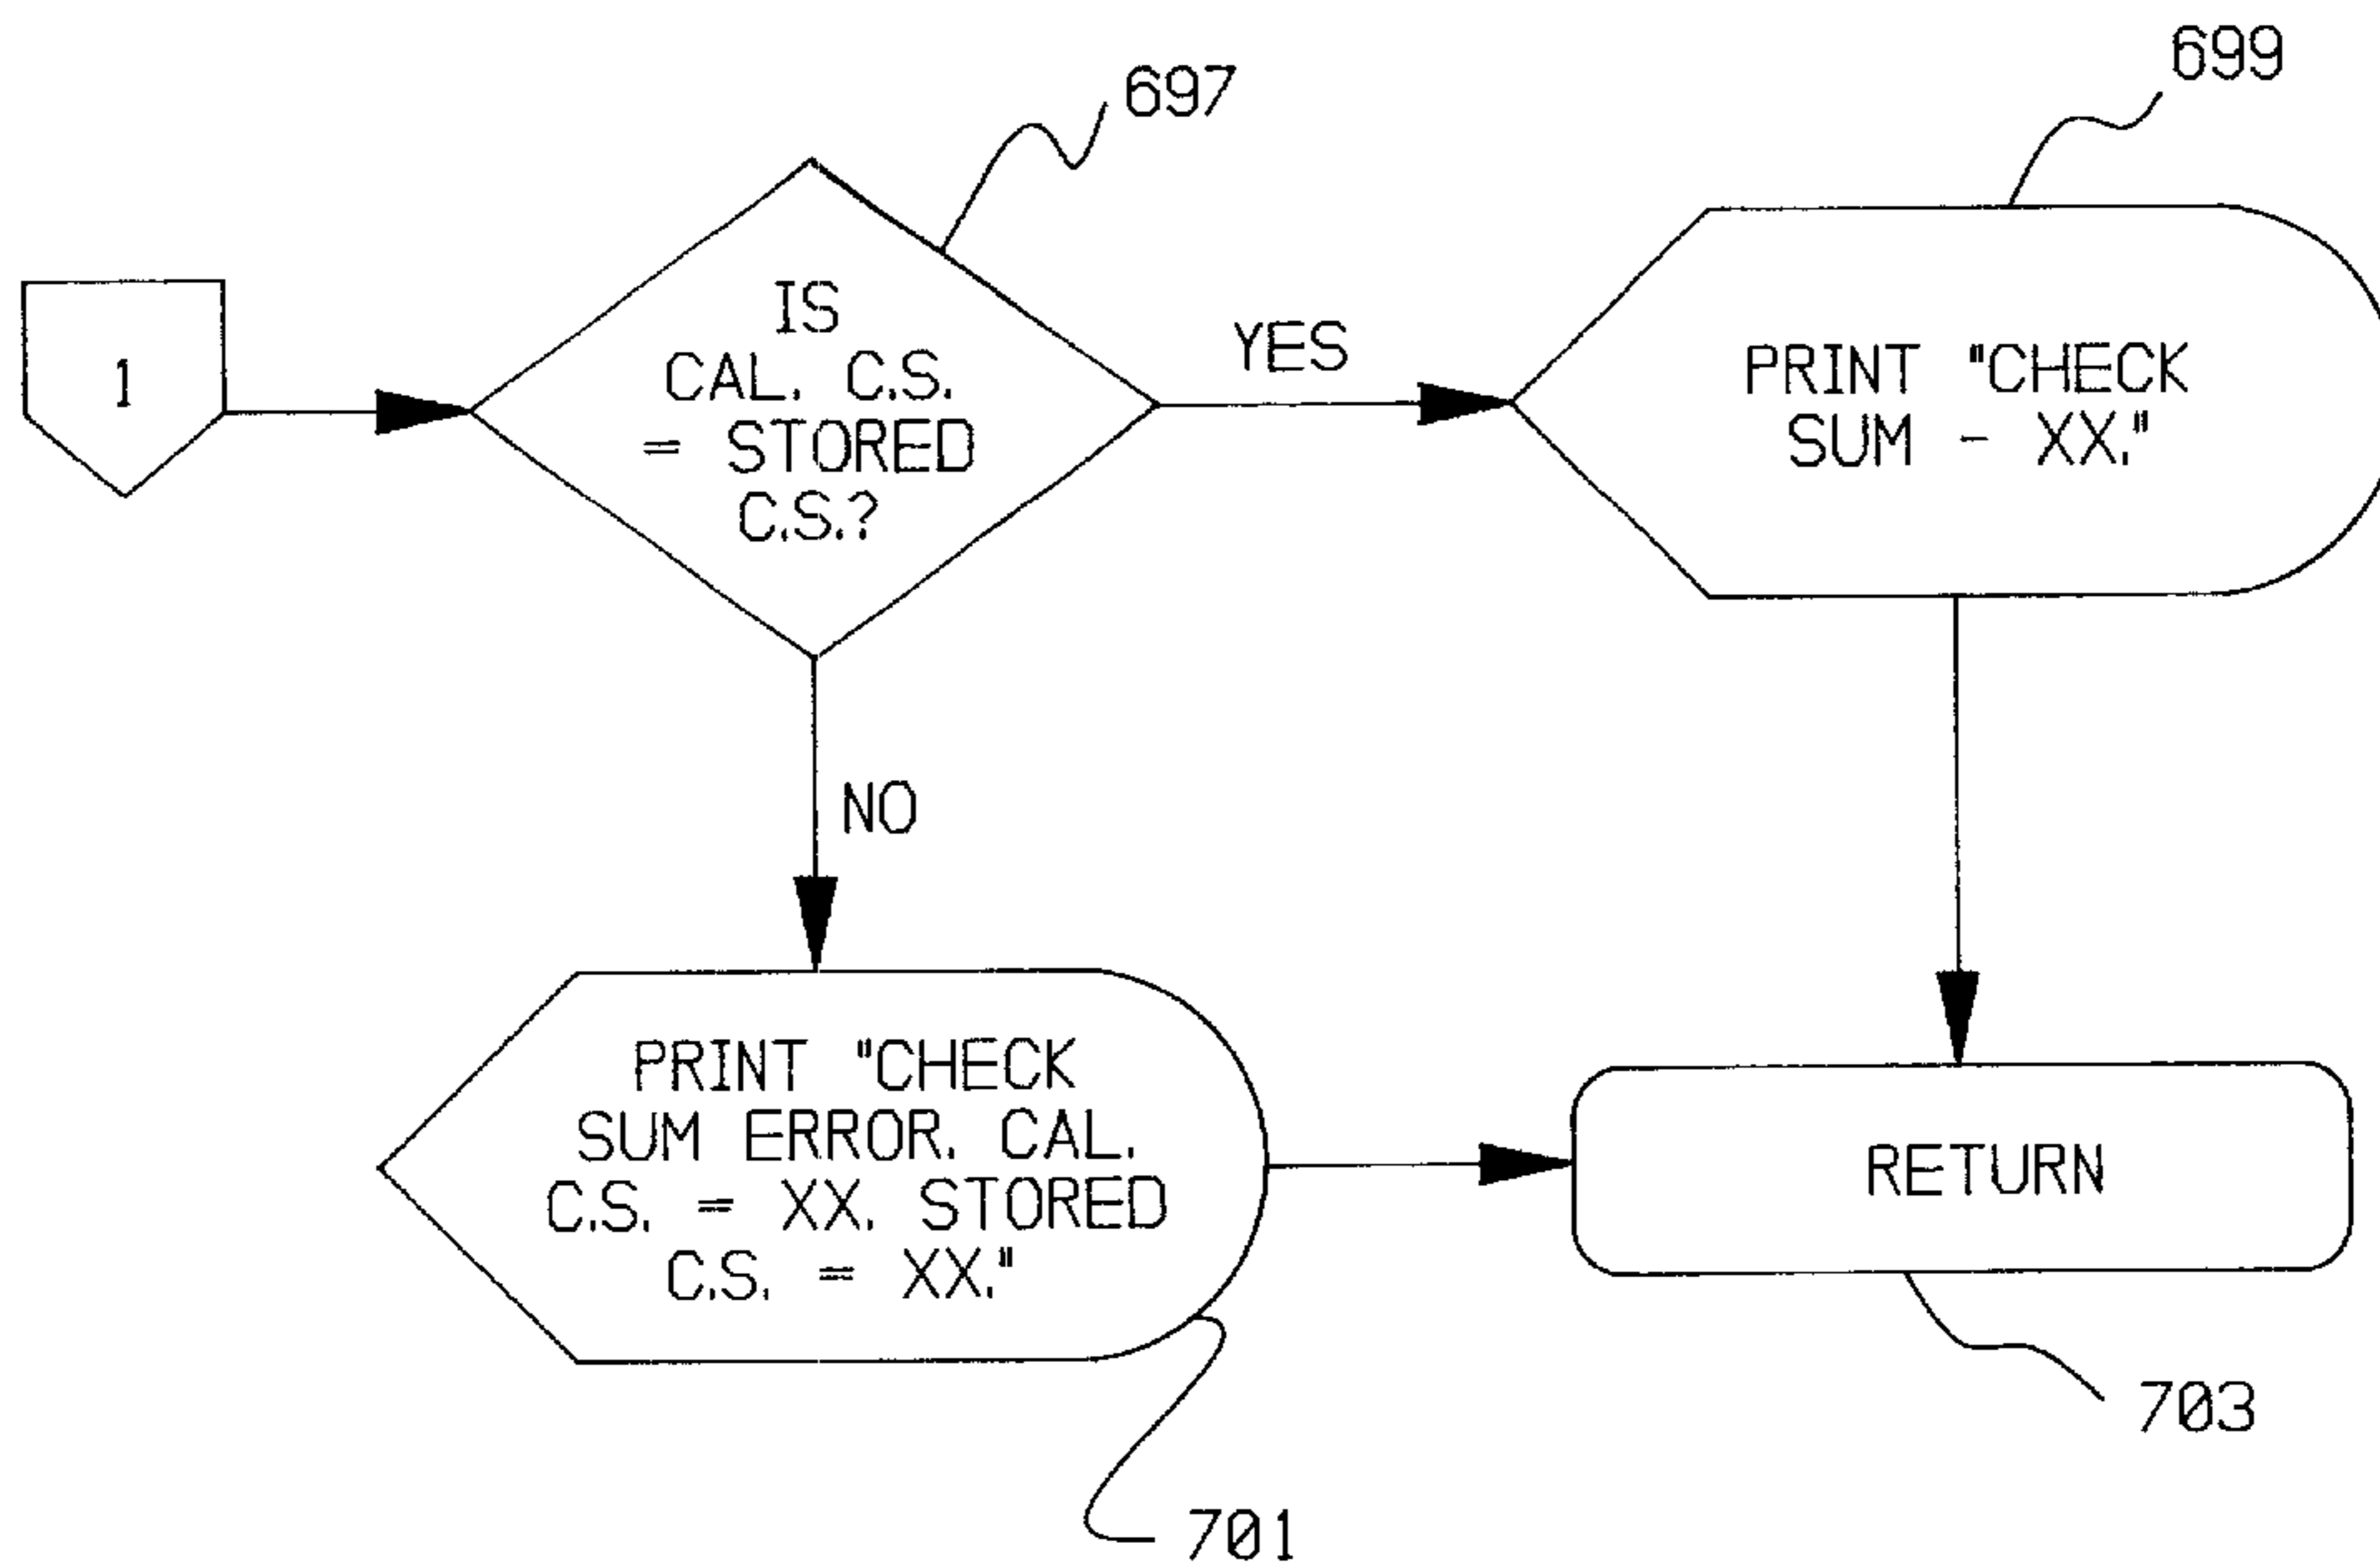 697
699
1
IS
CAL. C.S.
= STORED
C.S.?
YES
PRINT "CHECK
SUM - XX."
NO
PRINT "CHECK
SUM ERROR. CAL.
C.S. = XX. STORED
C.S. = XX."
RETURN
703
701